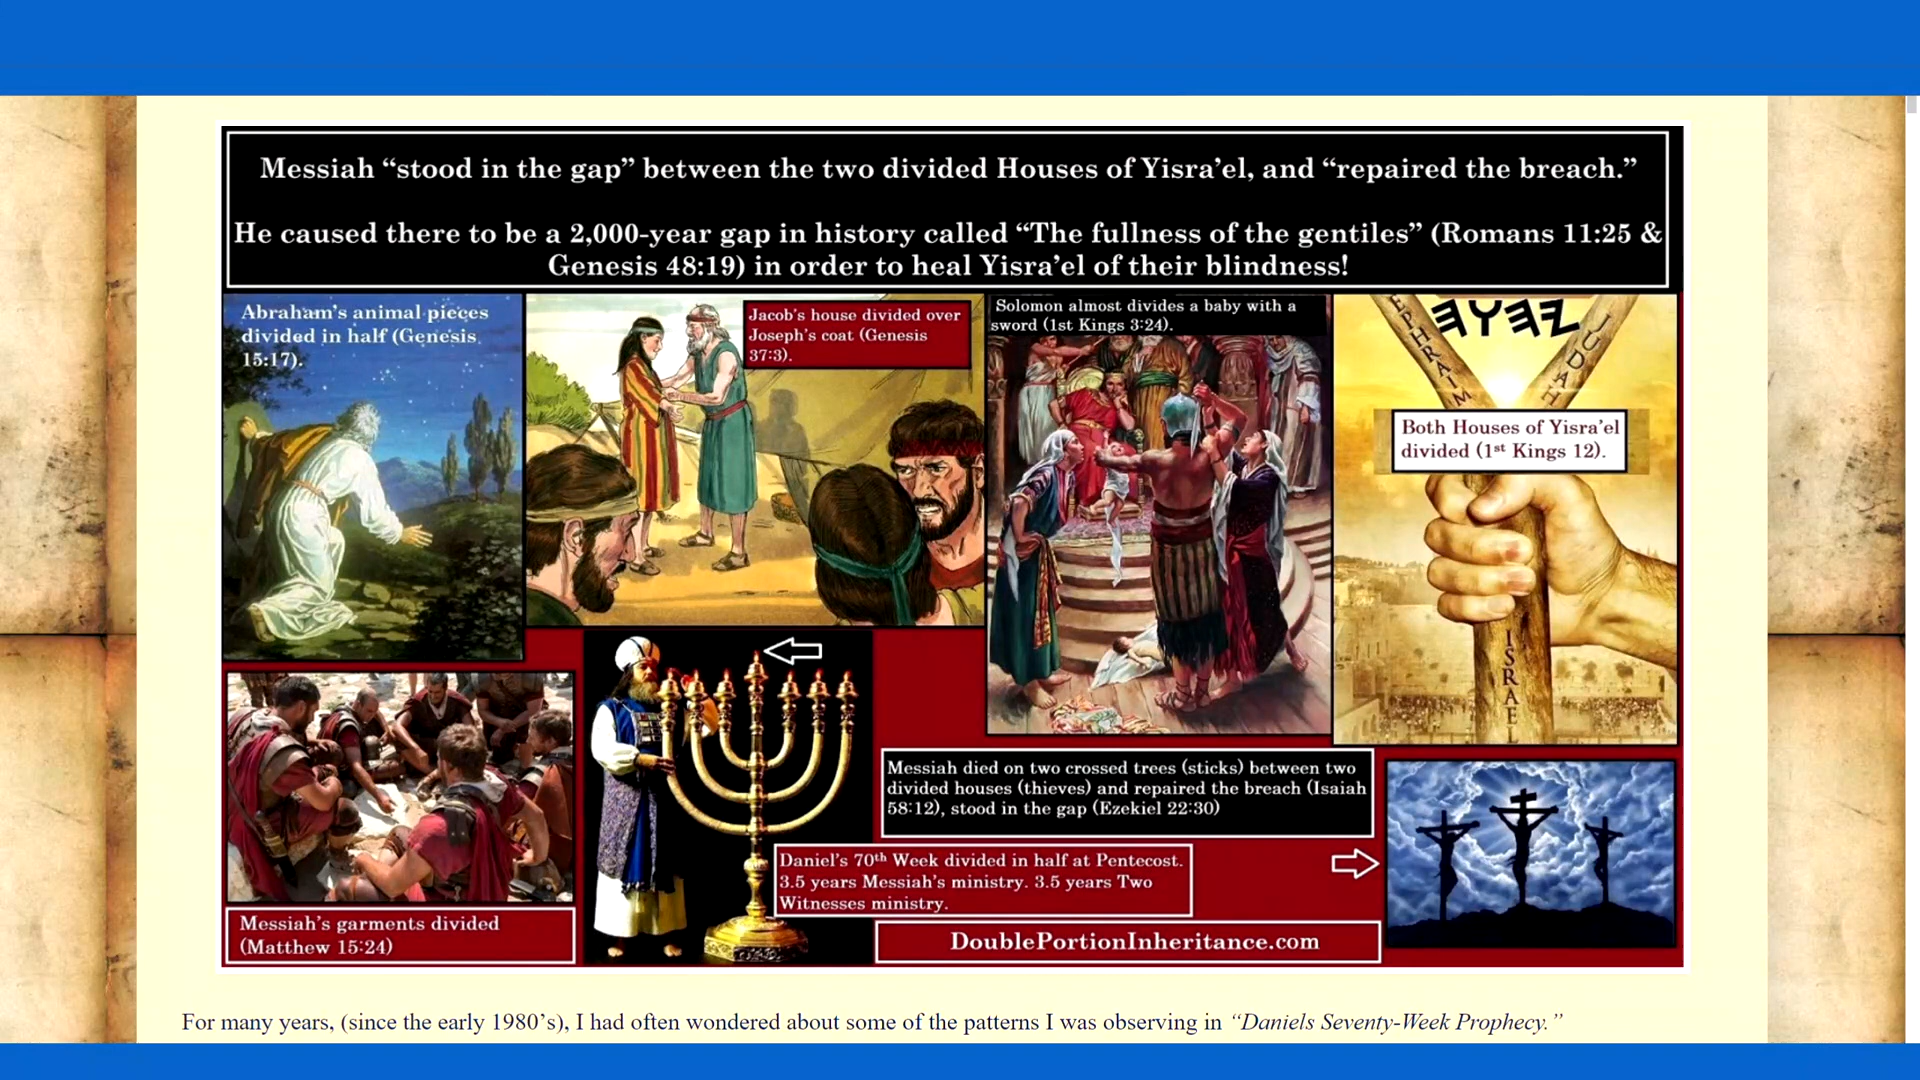 Messiah “stood in the gap” between the two divided Houses of Yisra’el, and “repaired the breach.”
He caused there to be a 2,000-year gap in history called “The fullness of the gentiles” (Romans 11:25 &
Genesis 48:19) in order to heal Yisra’el of their blindness!
Abraham’s animal pieces
divided in half (Genesis
15:17).
Jacob’s house divided over
Joseph’s coat (Genesis
37:3).
Solomon almost divides a baby with a
sword (1st Kings 3:24).
EPHRAIM
𐤉𐤄𐤅𐤄
JUDAH
Both Houses of Yisra’el
divided (1st Kings 12).
ISRAEL
Messiah died on two crossed trees (sticks) between two
divided houses (thieves) and repaired the breach (Isaiah
58:12), stood in the gap (Ezekiel 22:30)
Daniel’s 70th Week divided in half at Pentecost.
3.5 years Messiah’s ministry. 3.5 years Two
Witnesses ministry.
Messiah’s garments divided
(Matthew 15:24)
DoublePortionInheritance.com
For many years, (since the early 1980’s), I had often wondered about some of the patterns I was observing in “Daniels Seventy-Week Prophecy.”